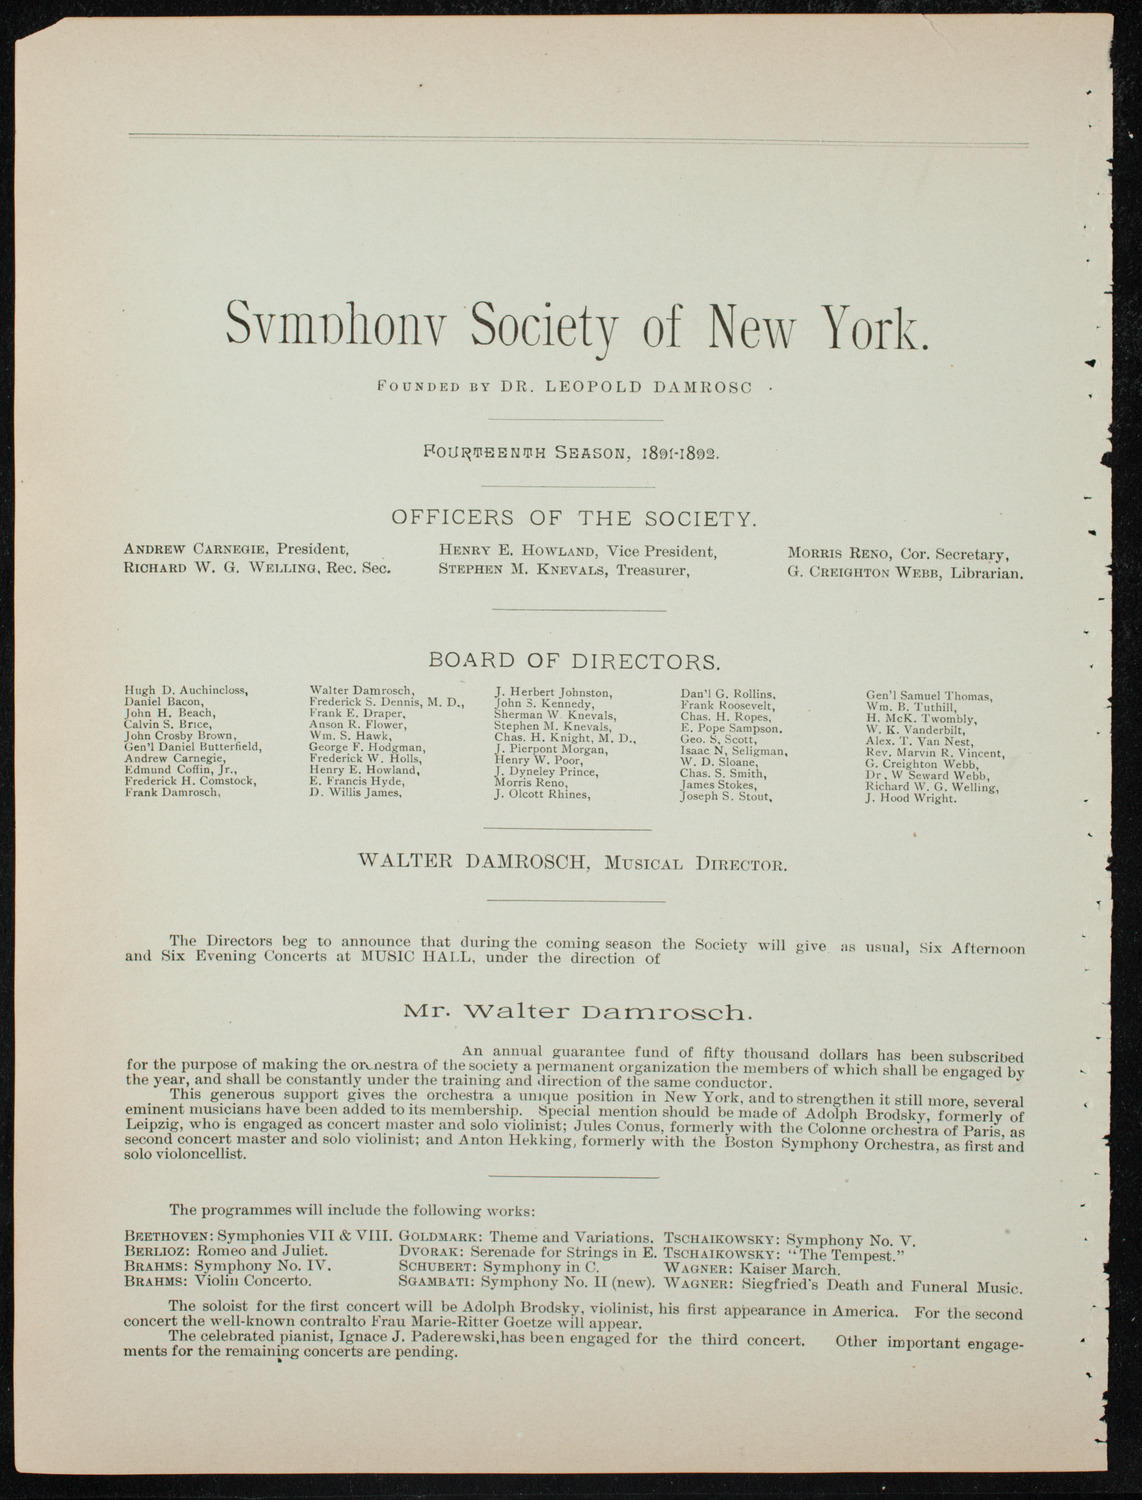 Symphony Society of New York.
Founded by DR. LEOPOLD DAMROSC
Fourteenth Season, 1891-1892.
OFFICERS OF THE SOCIETY.
Andrew Carnegie, President, Henry E. Howland, Vice President, Morris Reno, Cor. Secretary,
Richard W. G. Welling, Rec. Sec. Stephen M. Knevals, Treasurer, G. Creighton Webb, Librarian.
BOARD OF DIRECTORS.
Hugh D. Auchincloss,
Daniel Bacon,
John H. Beach,
Calvin S. Brice,
John Crosby Brown,
Gen'l Daniel Butterfield,
Andrew Carnegie,
Edmund Coffin, Jr.,
Frederick H. Comstock,
Frank Damrosch,
Walter Damrosch,
Frederick S. Dennis, M. D.,
Frank E. Draper,
Anson R. Flower,
Wm. S. Hawk,
George F. Hodgman,
Frederick W. Holls,
Henry E. Howland,
E. Francis Hyde,
D. Willis James,
J. Herbert Johnston,
John S. Kennedy,
Sherman W. Knevals,
Stephen M. Knevals,
Chas. H. Knight, M. D.,
J. Pierpont Morgan,
Henry W. Poor,
J. Dyneley Prince,
Morris Reno,
J. Olcott Rhines,
Dan'l G. Rollins,
Frank Roosevelt,
Chas. H. Ropes,
E. Pope Sampson.
Geo. S. Scott,
Isaac N, Seligman,
W. D. Sloane,
Chas. S. Smith,
James Stokes,
Joseph S. Stout,
Gen'l Samuel Thomas,
Wm. B. Tuthill,
H. McK. Twombly,
W. K. Vanderbilt,
Alex. T. Van Nest,
Rev. Marvin R. Vincent,
G. Creighton Webb,
Dr. W Seward Webb,
Richard W. G. Welling,
J. Hood Wright.
WALTER DAMROSCH, Musical Director.
The Directors beg to announce that during the coming season the Society will give as usual, Six Afternoon
and Six Evening Concerts at MUSIC HALL, under the direction of
Mr. Walter Damrosch.
An annual guarantee fund of fifty thousand dollars has been subscribed
for the purpose of making the orchestra of the society a permanent organization the members of which shall be engaged by
the year, and shall be constantly under the training and direction of the same conductor.
This generous support gives the orchestra a unique position in New York, and to strengthen it still more, several
eminent musicians have been added to its membership. Special mention should be made of Adolph Brodsky, formerly of
Leipzig, who is engaged as concert master and solo violinist; Jules Conus, formerly with the Colonne orchestra of Paris, as
second concert master and solo violinist; and Anton Hekking, formerly with the Boston Symphony Orchestra, as first and
solo violoncellist.
The programmes will include the following works:
Beethoven: Symphonies VII & VIII. Goldmark: Theme and Variations. Tschaikowsky: Symphony No. V.
Berlioz: Romeo and Juliet. Dvorak: Serenade for Strings in E. Tschaikowsky: "The Tempest."
Brahms: Symphony No. IV. Schubert: Symphony in C. Wagner: Kaiser March.
Brahms: Violin Concerto. Sgambati: Symphony No. II (new). Wagner: Siegfried's Death and Funeral Music.
The soloist for the first concert will be Adolph Brodsky, violinist, his first appearance in America. For the second
concert the well-known contralto Frau Marie-Ritter Goetze will appear.
The celebrated pianist, Ignace J. Paderewski, has been engaged for the third concert. Other important engage-
ments for the remaining concerts are pending.